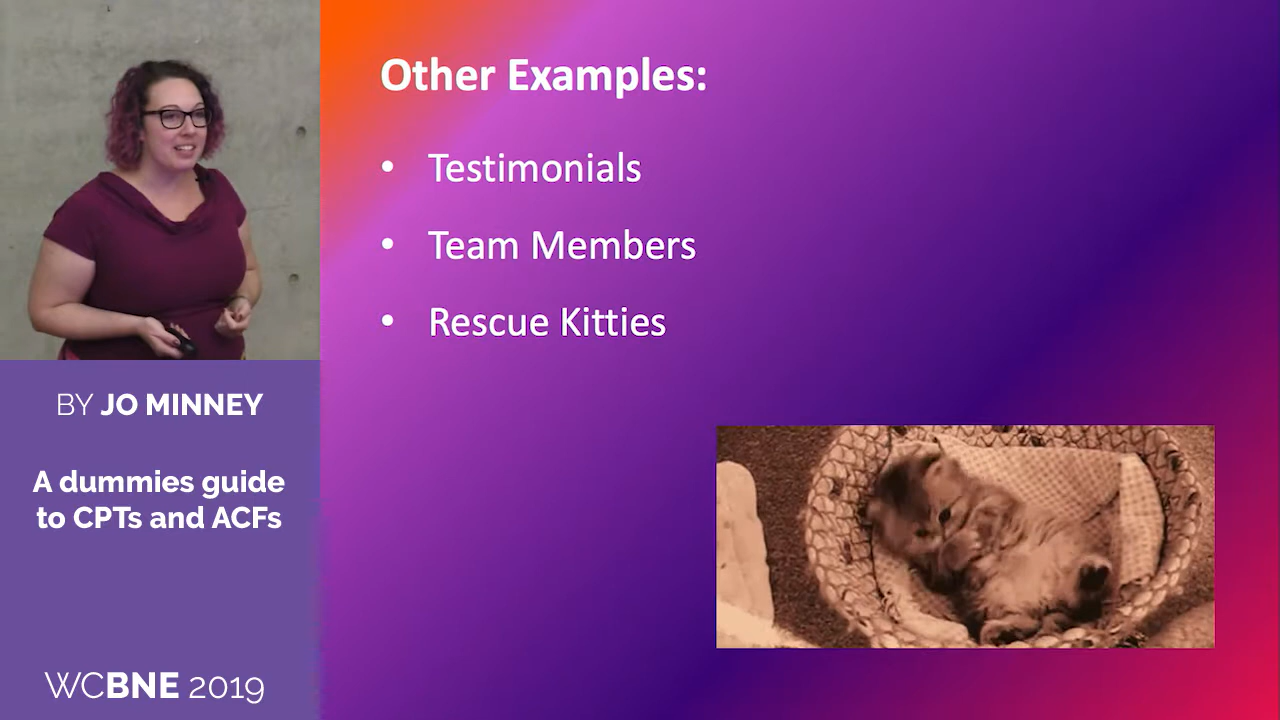 Other Examples:
• Testimonials
• Team Members
• Rescue Kitties
BY JO MINNEY
A dummies guide
to CPTs and ACFs
WCBNE 2019